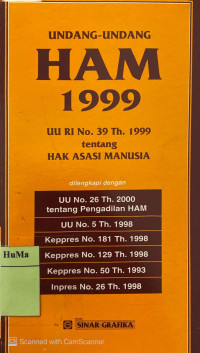 UNDANG-UNDANG
HAM
1999
UU RI No. 39 Th. 1999
tentang
HAK ASASI MANUSIA
dilengkapi dengan
UU No. 26 Th. 2000
tentang Pengadilan HAM
UU No. 5 Th. 1998
Keppres No. 181 Th. 1998
HuMa
Keppres No. 129 Th. 1998
Keppres No. 50 Th. 1993
Inpres No. 26 Th. 1998
SINAR GRAFIKA
Scanned with CamScanner